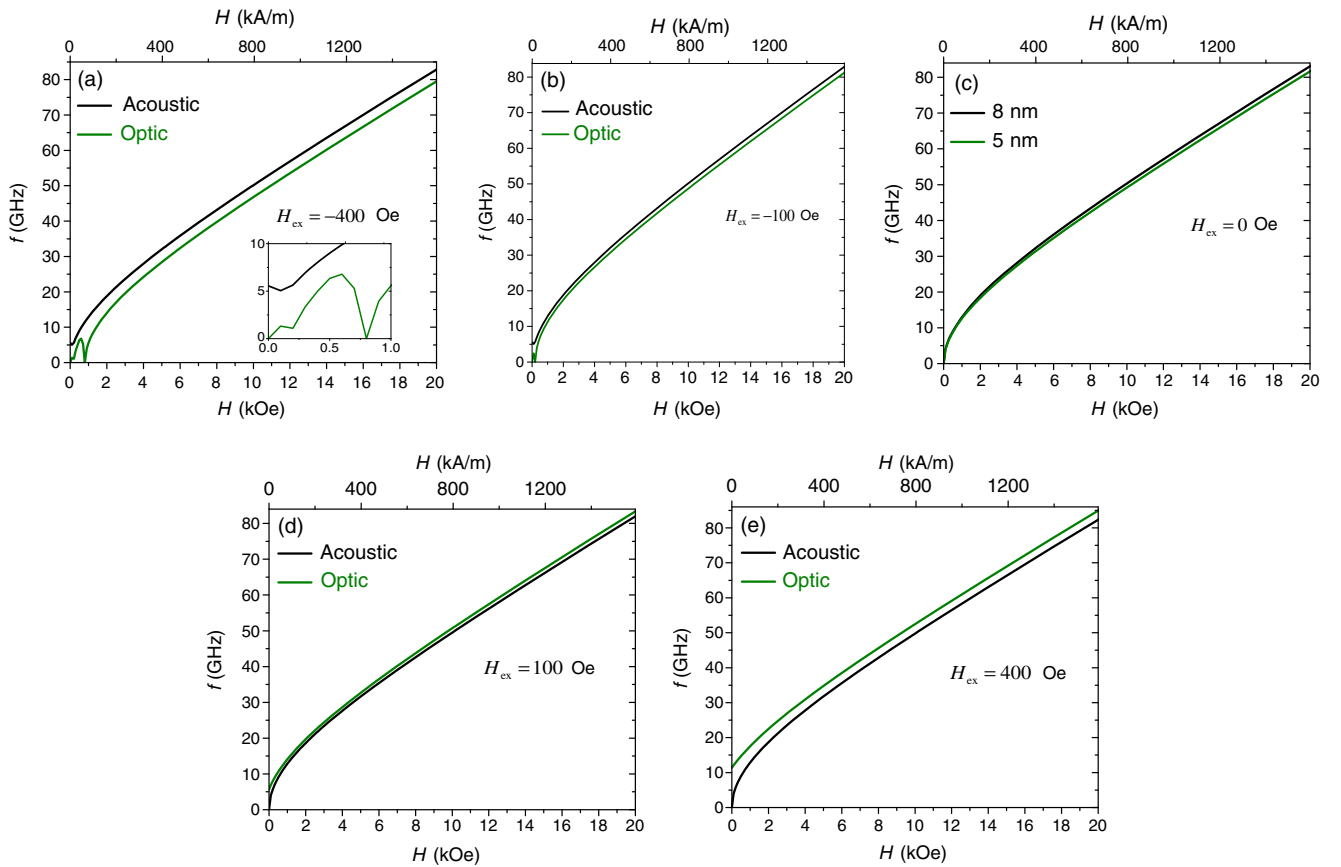 H (kA/m)
0 400 800 1200
(a)
Acoustic
Optic
H_ex = −400 Oe
10
5
0
0.0 0.5 1.0
f (GHz)
80
70
60
50
40
30
20
10
0
0 2 4 6 8 10 12 14 16 18 20
H (kOe)
H (kA/m)
0 400 800 1200
(b)
Acoustic
Optic
H_ex = −100 Oe
f (GHz)
80
70
60
50
40
30
20
10
0
0 2 4 6 8 10 12 14 16 18 20
H (kOe)
H (kA/m)
0 400 800 1200
(c)
8 nm
5 nm
H_ex = 0 Oe
f (GHz)
80
70
60
50
40
30
20
10
0
0 2 4 6 8 10 12 14 16 18 20
H (kOe)
H (kA/m)
0 400 800 1200
(d)
Acoustic
Optic
H_ex = 100 Oe
f (GHz)
80
70
60
50
40
30
20
10
0
0 2 4 6 8 10 12 14 16 18 20
H (kOe)
H (kA/m)
0 400 800 1200
(e)
Acoustic
Optic
H_ex = 400 Oe
f (GHz)
80
70
60
50
40
30
20
10
0
0 2 4 6 8 10 12 14 16 18 20
H (kOe)